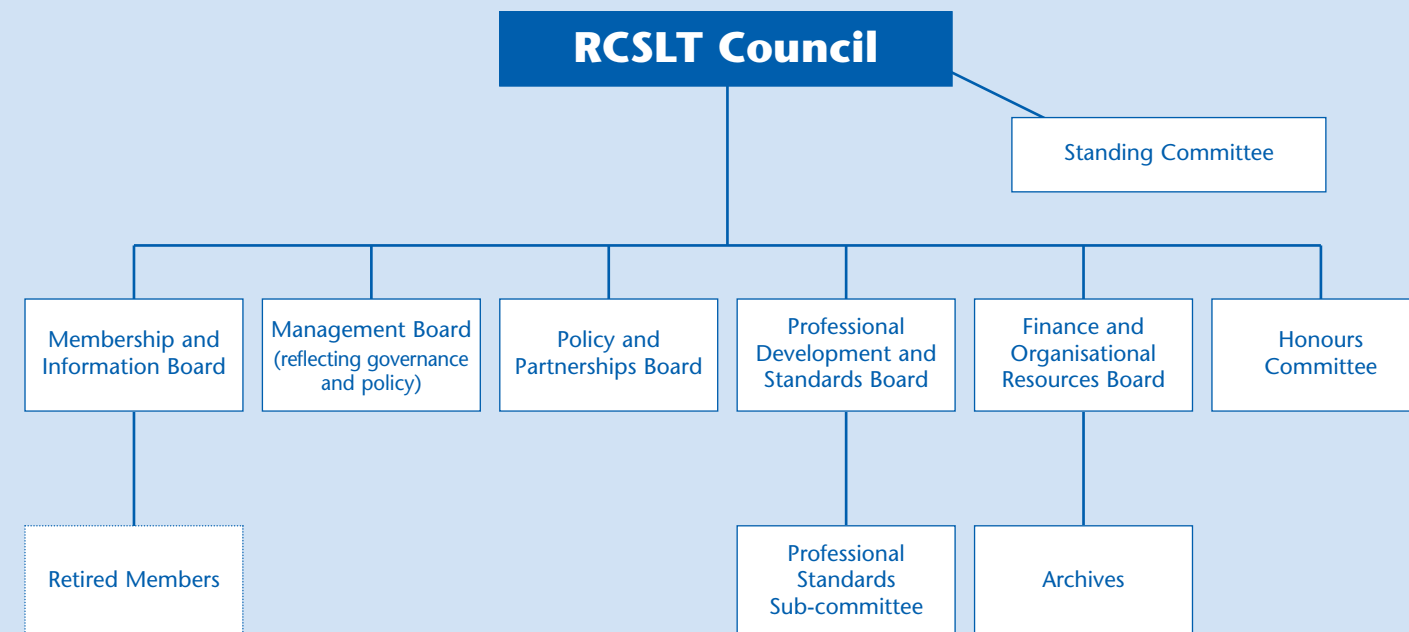 RCSLT Council
Standing Committee
Membership and
Information Board
Management Board
(reflecting governance
and policy)
Policy and
Partnerships Board
Professional
Development and
Standards Board
Finance and
Organisational
Resources Board
Honours
Committee
Retired Members
Professional
Standards
Sub-committee
Archives